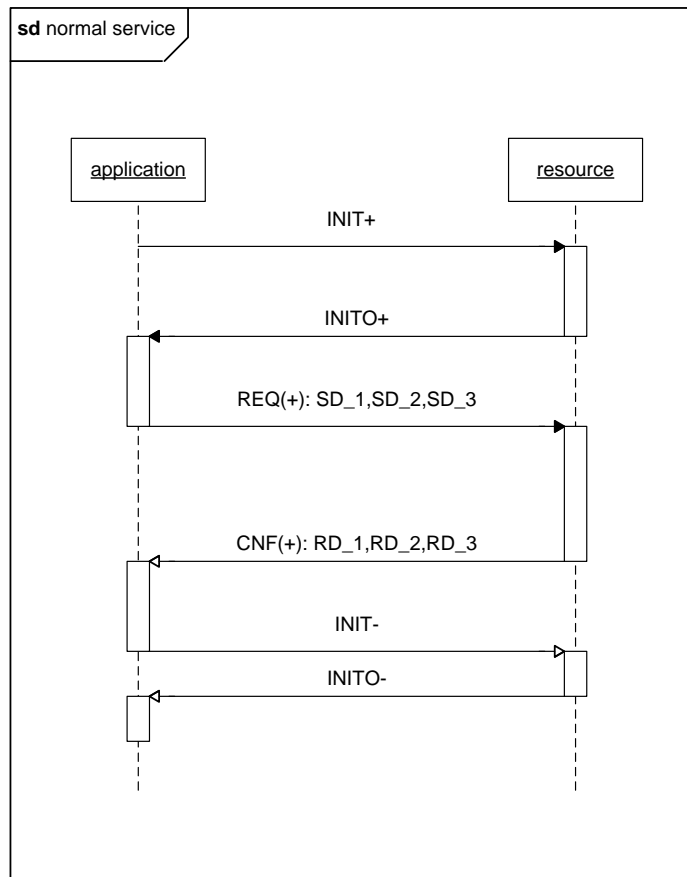 sd normal service
application
resource
INIT+
INITO+
REQ(+): SD_1,SD_2,SD_3
CNF(+): RD_1,RD_2,RD_3
INIT-
INITO-